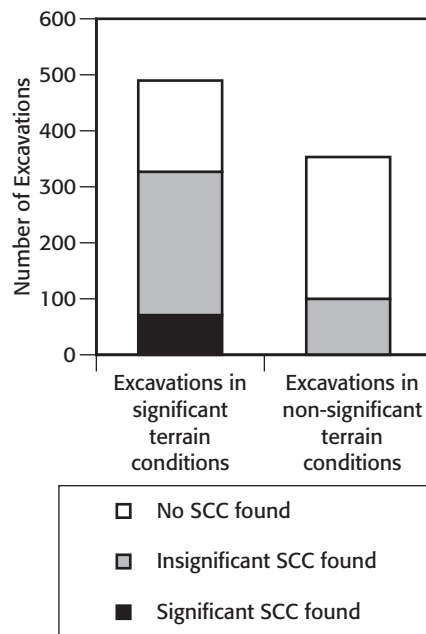 600
500
400
300
200
100
0
Number of Excavations
Excavations in
significant
terrain
conditions
Excavations in
non-significant
terrain
conditions
No SCC found
Insignificant SCC found
Significant SCC found